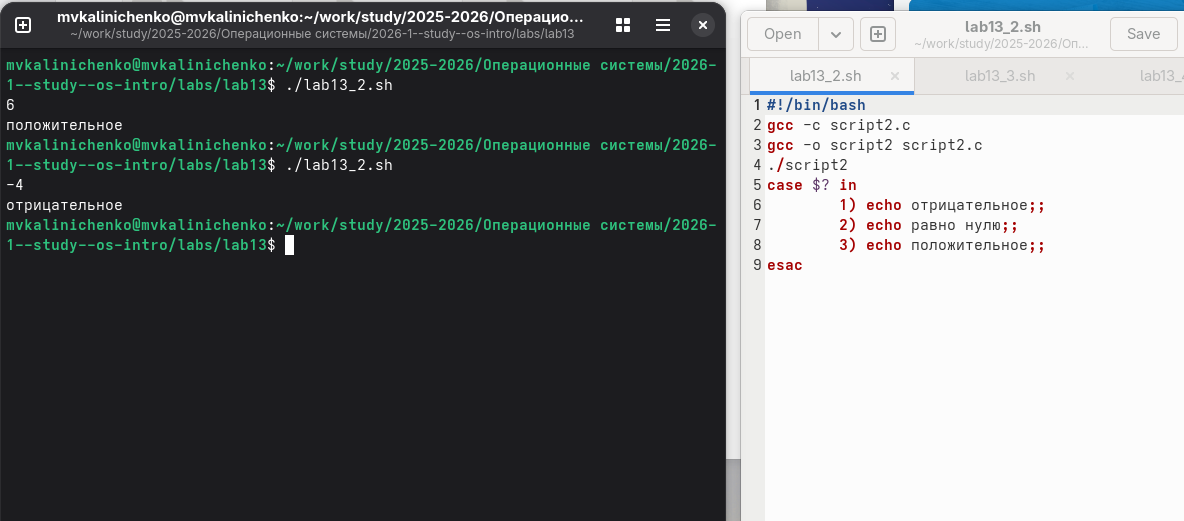 mvkalinichenko@mvkalinichenko:~/work/study/2025-2026/Операцио…
~/work/study/2025-2026/Операционные системы/2026-1--study--os-intro/labs/lab13
mvkalinichenko@mvkalinichenko:~/work/study/2025-2026/Операционные системы/2026-
1--study--os-intro/labs/lab13$ ./lab13_2.sh
6
положительное
mvkalinichenko@mvkalinichenko:~/work/study/2025-2026/Операционные системы/2026-
1--study--os-intro/labs/lab13$ ./lab13_2.sh
-4
отрицательное
mvkalinichenko@mvkalinichenko:~/work/study/2025-2026/Операционные системы/2026-
1--study--os-intro/labs/lab13$
Open
lab13_2.sh
~/work/study/2025-2026/Оп…
Save
lab13_2.sh
lab13_3.sh
lab13_
1 #!/bin/bash
2 gcc -c script2.c
3 gcc -o script2 script2.c
4 ./script2
5 case $? in
6 1) echo отрицательное;;
7 2) echo равно нулю;;
8 3) echo положительное;;
9 esac